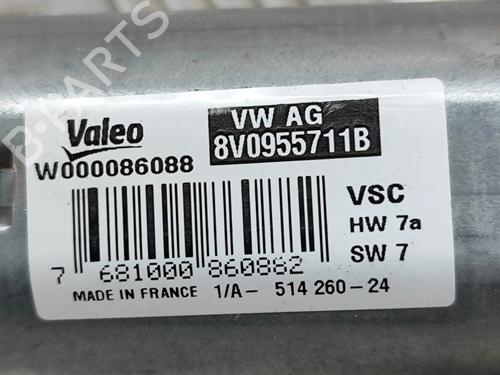 Valeo
VW AG
8V0955711B
W000086088
VSC
HW 7a
SW 7
7 681000 860862
MADE IN FRANCE 1/A- 514 260-24
B-PARTS